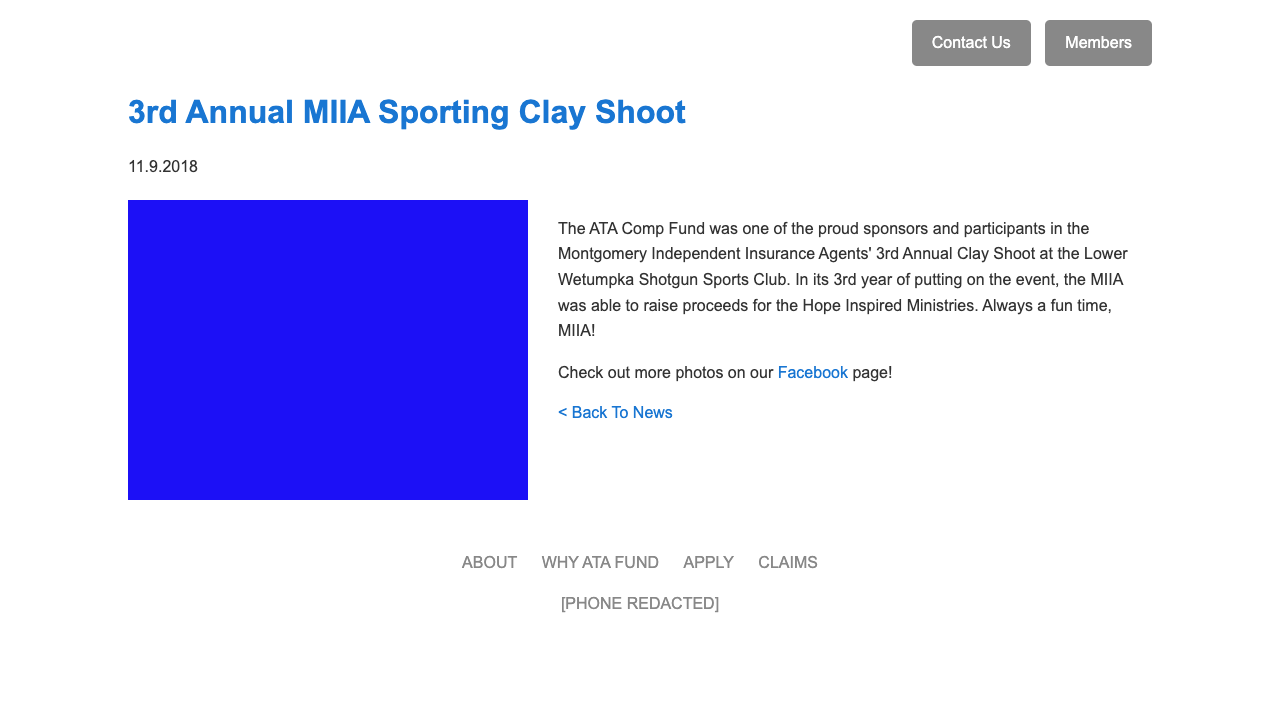 Contact Us Members
3rd Annual MIIA Sporting Clay Shoot
11.9.2018
The ATA Comp Fund was one of the proud sponsors and participants in the
Montgomery Independent Insurance Agents' 3rd Annual Clay Shoot at the Lower
Wetumpka Shotgun Sports Club. In its 3rd year of putting on the event, the MIIA
was able to raise proceeds for the Hope Inspired Ministries. Always a fun time,
MIIA!
Check out more photos on our Facebook page!
< Back To News
ABOUT WHY ATA FUND APPLY CLAIMS
[PHONE REDACTED]